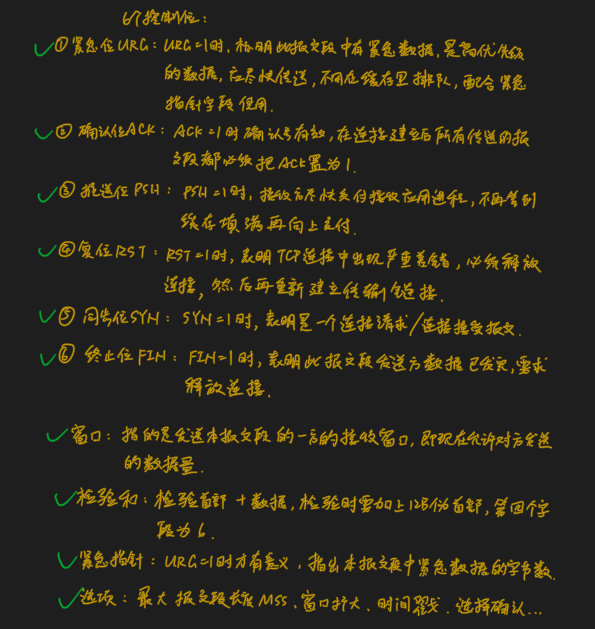 6个控制位:
①紧急位URG: URG=1时,标明此报文段中有紧急数据,是高优先级
的数据,应尽快传送,不用在缓存里排队,配合紧急
指针字段使用.
②确认位ACK: ACK=1时确认号有效,在连接建立后所有传送的报
文段都必须把ACK置为1.
③推送位PSH: PSH=1时,接收方尽快交付接收应用进程,不再等到
缓存填满再向上交付.
④复位RST: RST=1时,表明TCP连接中出现严重差错,必须释放
连接,然后再重新建立传输连接.
⑤同步位SYN: SYN=1时,表明是一个连接请求/连接接受报文.
⑥终止位FIN: FIN=1时,表明此报文段发送方数据已发完,要求
释放连接.
窗口: 指的是发送本报文段的一方的接收窗口,即现在允许对方发送
的数据量.
检验和: 检验首部+数据,检验时要加上12B伪首部,第四个字
段为6.
紧急指针: URG=1时才有意义,指出本报文段中紧急数据的字节数.
选项: 最大报文段长度MSS、窗口扩大、时间戳、选择确认...